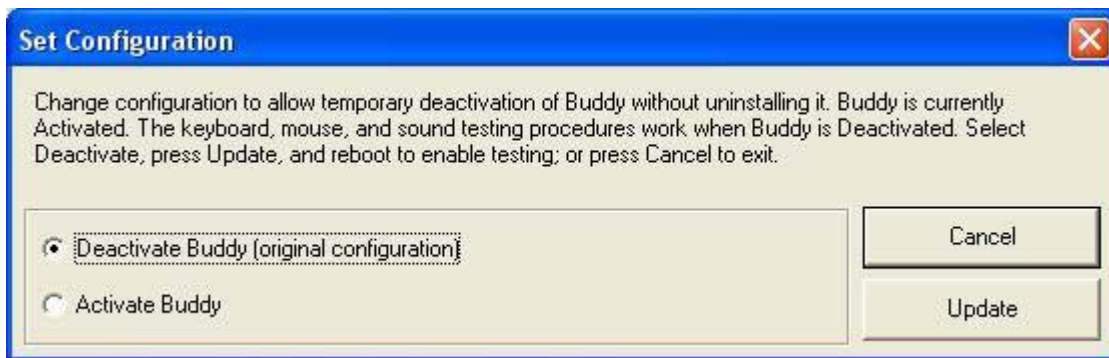 Set Configuration
Change configuration to allow temporary deactivation of Buddy without uninstalling it. Buddy is currently
Activated. The keyboard, mouse, and sound testing procedures work when Buddy is Deactivated. Select
Deactivate, press Update, and reboot to enable testing; or press Cancel to exit.
Deactivate Buddy (original configuration)
Cancel
Activate Buddy
Update